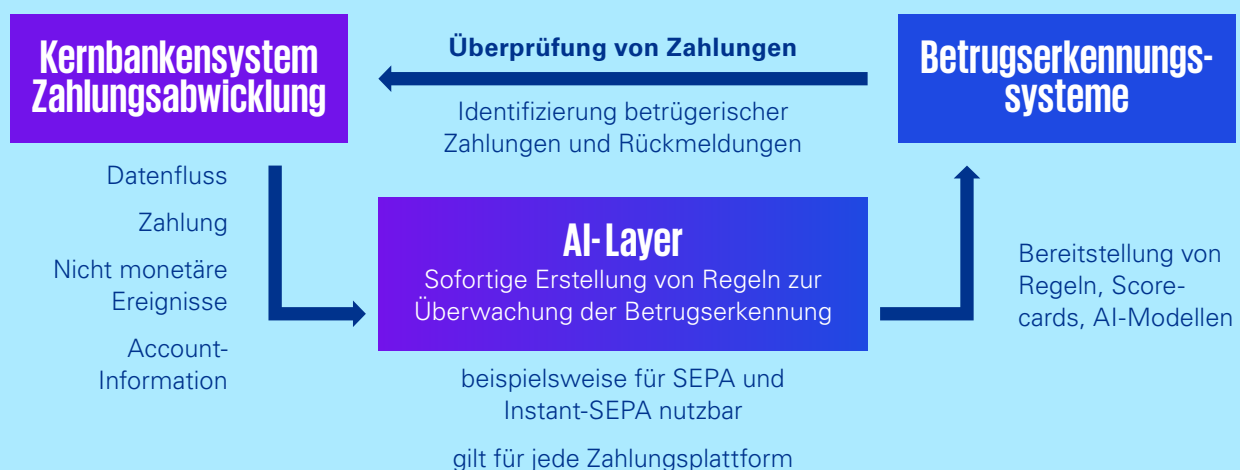 Kernbankensystem
Zahlungsabwicklung
Überprüfung von Zahlungen
Identifizierung betrügerischer
Zahlungen und Rückmeldungen
Betrugserkennungs-
systeme
Datenfluss
Zahlung
Nicht monetäre
Ereignisse
Account-
Information
AI-Layer
Sofortige Erstellung von Regeln zur
Überwachung der Betrugserkennung
beispielsweise für SEPA und
Instant-SEPA nutzbar
gilt für jede Zahlungsplattform
Bereitstellung von
Regeln, Score-
cards, AI-Modellen